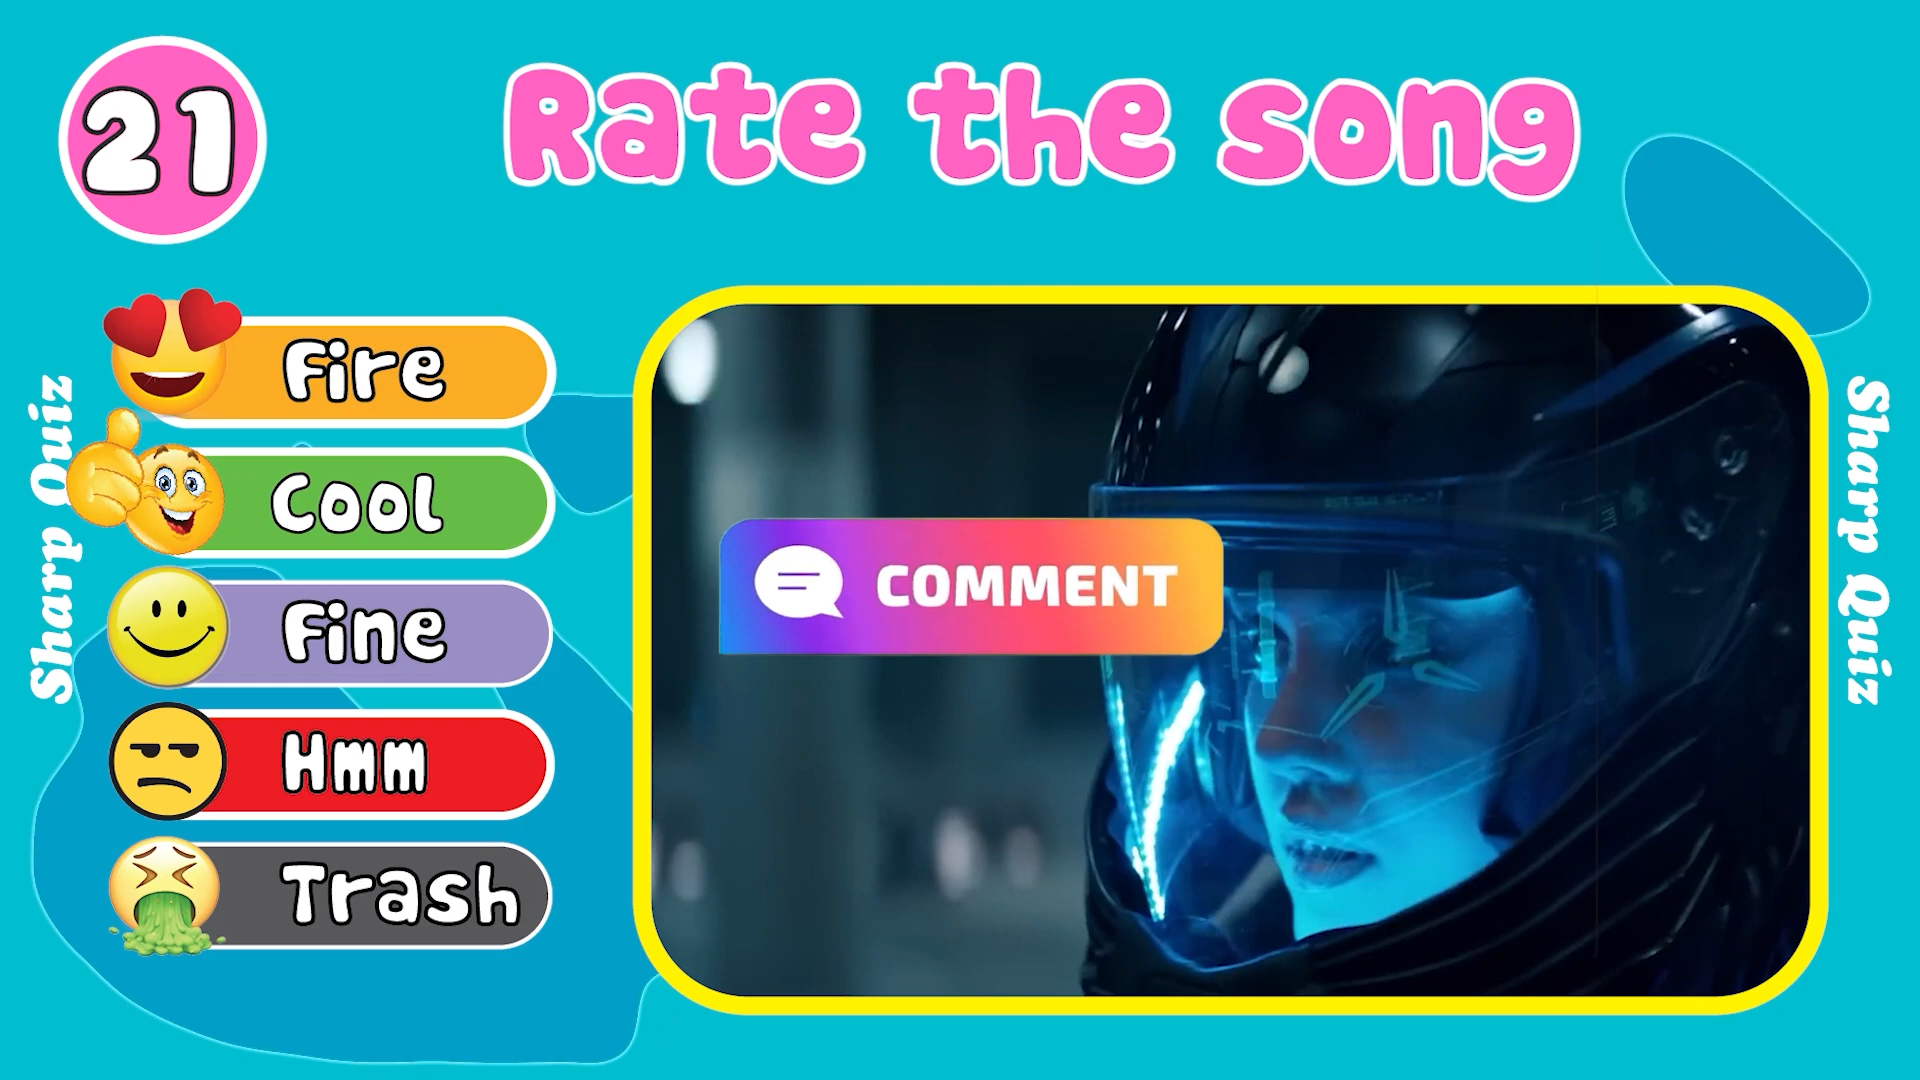 21
Rate the song
Fire
Cool
Fine
Hmm
Trash
COMMENT
Sharp Quiz
Sharp Quiz